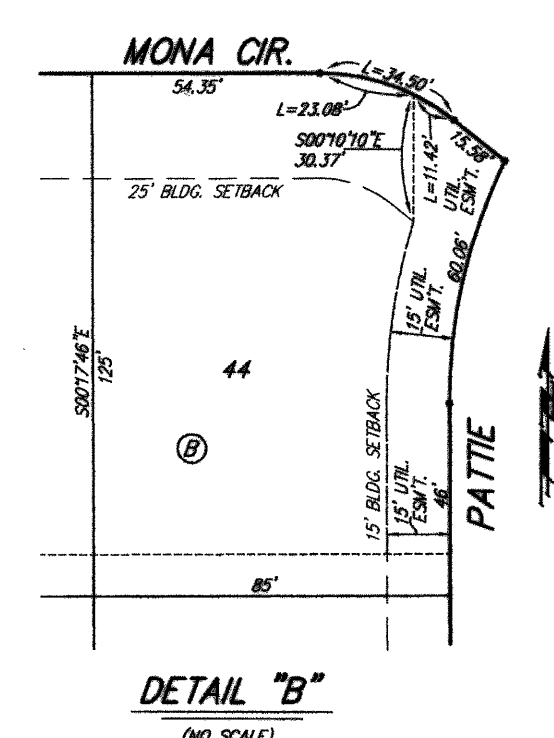 MONA CIR.
54.35'
L=34.50'
L=23.08'
15.58'
S00°10'10"E
30.37'
L=11.42'
UTIL.
ESM'T.
25' BLDG. SETBACK
60.06'
15' UTIL.
ESM'T.
S00°17'46"E
125'
44
B
15' BLDG. SETBACK
15' UTIL.
ESM'T.
46'
PATTIE
85'
DETAIL "B"
(NO SCALE)